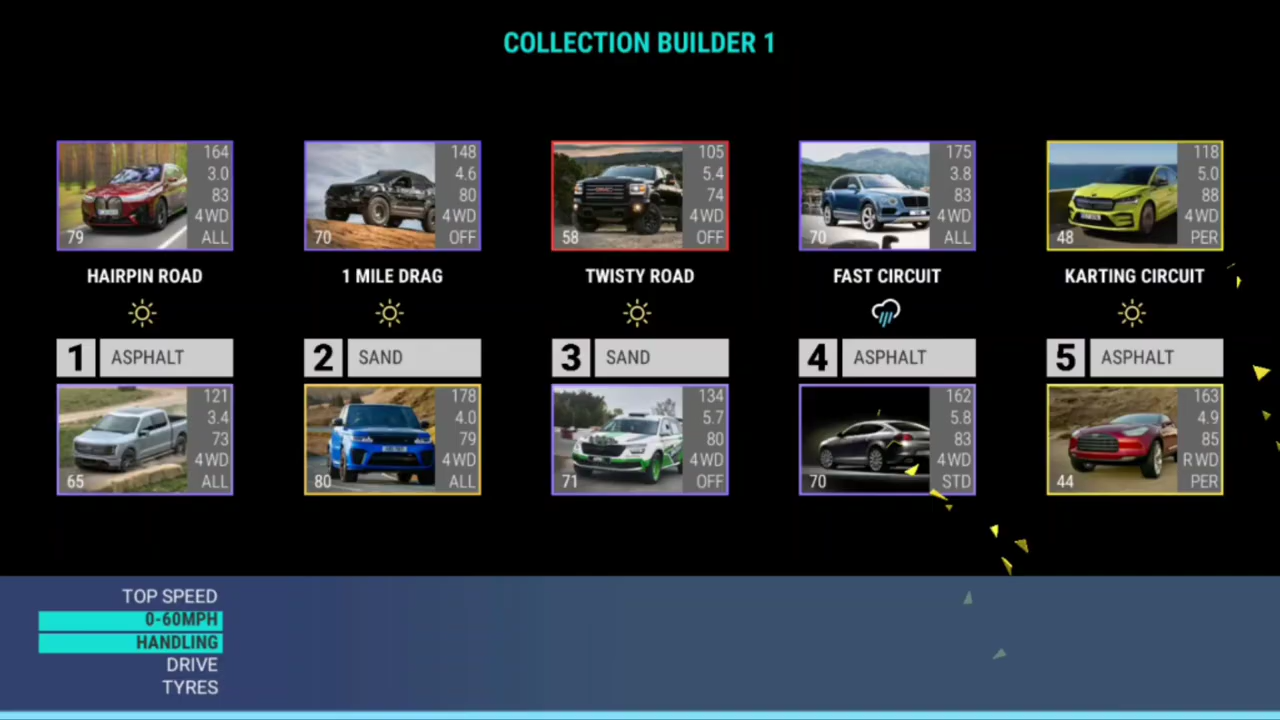 COLLECTION BUILDER 1
164
3.0
83
4WD
79 ALL
148
4.6
80
4WD
70 OFF
105
5.4
74
4WD
58 OFF
175
3.8
83
4WD
70 ALL
118
5.0
88
4WD
48 PER
HAIRPIN ROAD
1 MILE DRAG
TWISTY ROAD
FAST CIRCUIT
KARTING CIRCUIT
1 ASPHALT
2 SAND
3 SAND
4 ASPHALT
5 ASPHALT
121
3.4
73
4WD
65 ALL
178
4.0
79
4WD
80 ALL
134
5.7
80
4WD
71 OFF
162
5.8
83
4WD
70 STD
163
4.9
85
RWD
44 PER
TOP SPEED
0-60MPH
HANDLING
DRIVE
TYRES